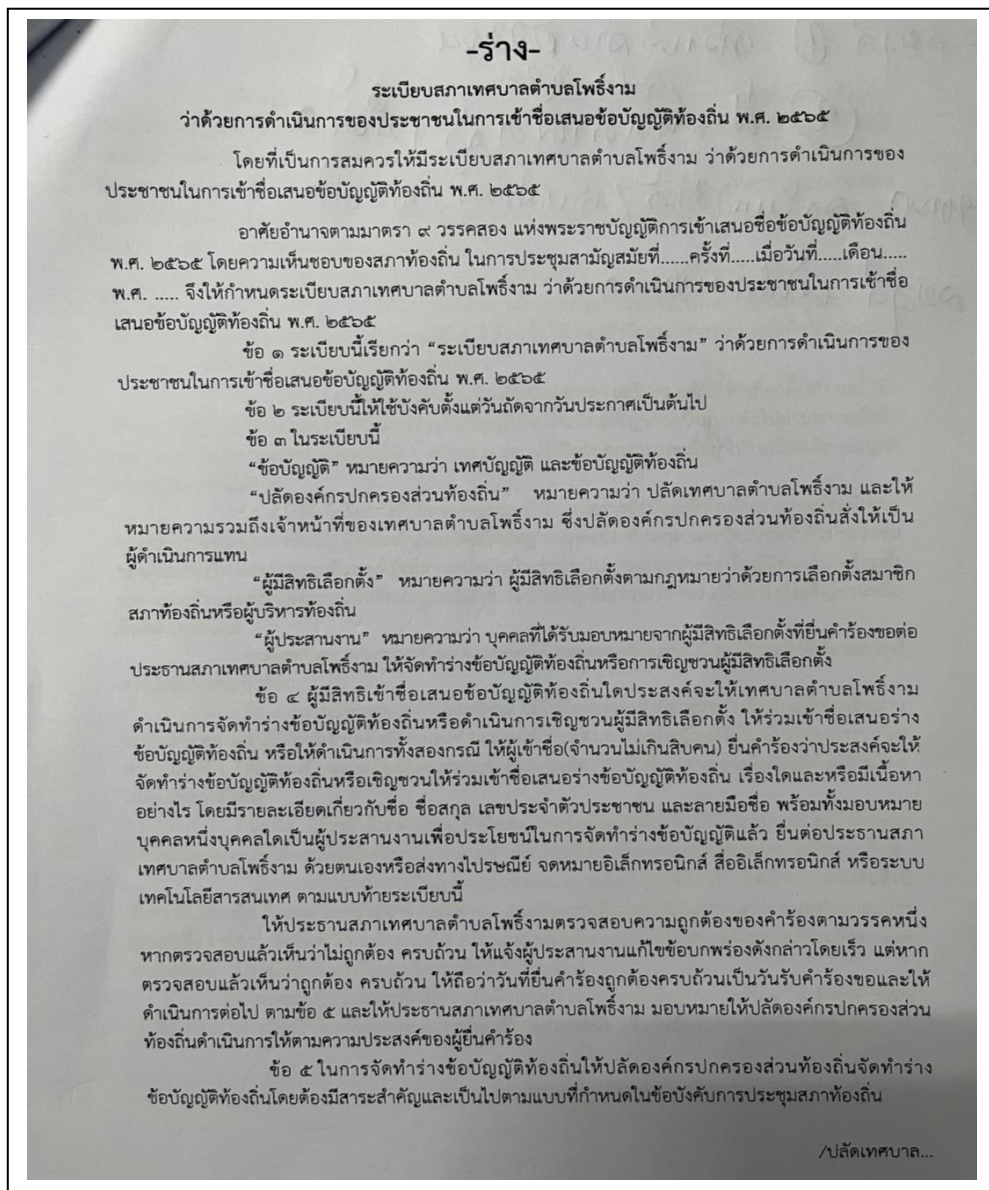 -ร่าง-
ระเบียบสภาเทศบาลตำบลโพธิ์งาม
ว่าด้วยการดำเนินการของประชาชนในการเข้าชื่อเสนอข้อบัญญัติท้องถิ่น พ.ศ. ๒๕๖๕
โดยที่เป็นการสมควรให้มีระเบียบสภาเทศบาลตำบลโพธิ์งาม ว่าด้วยการดำเนินการของ
ประชาชนในการเข้าชื่อเสนอข้อบัญญัติท้องถิ่น พ.ศ. ๒๕๖๕
อาศัยอำนาจตามมาตรา ๙ วรรคสอง แห่งพระราชบัญญัติการเข้าเสนอชื่อข้อบัญญัติท้องถิ่น
พ.ศ. ๒๕๖๕ โดยความเห็นชอบของสภาท้องถิ่น ในการประชุมสามัญสมัยที่......ครั้งที่.....เมื่อวันที่.....เดือน.....
พ.ศ. ..... จึงให้กำหนดระเบียบสภาเทศบาลตำบลโพธิ์งาม ว่าด้วยการดำเนินการของประชาชนในการเข้าชื่อ
เสนอข้อบัญญัติท้องถิ่น พ.ศ. ๒๕๖๕
ข้อ ๑ ระเบียบนี้เรียกว่า “ระเบียบสภาเทศบาลตำบลโพธิ์งาม” ว่าด้วยการดำเนินการของ
ประชาชนในการเข้าชื่อเสนอข้อบัญญัติท้องถิ่น พ.ศ. ๒๕๖๕
ข้อ ๒ ระเบียบนี้ให้ใช้บังคับตั้งแต่วันถัดจากวันประกาศเป็นต้นไป
ข้อ ๓ ในระเบียบนี้
“ข้อบัญญัติ” หมายความว่า เทศบัญญัติ และข้อบัญญัติท้องถิ่น
“ปลัดองค์กรปกครองส่วนท้องถิ่น” หมายความว่า ปลัดเทศบาลตำบลโพธิ์งาม และให้
หมายความรวมถึงเจ้าหน้าที่ของเทศบาลตำบลโพธิ์งาม ซึ่งปลัดองค์กรปกครองส่วนท้องถิ่นสั่งให้เป็น
ผู้ดำเนินการแทน
“ผู้มีสิทธิเลือกตั้ง” หมายความว่า ผู้มีสิทธิเลือกตั้งตามกฎหมายว่าด้วยการเลือกตั้งสมาชิก
สภาท้องถิ่นหรือผู้บริหารท้องถิ่น
“ผู้ประสานงาน” หมายความว่า บุคคลที่ได้รับมอบหมายจากผู้มีสิทธิเลือกตั้งที่ยื่นคำร้องขอต่อ
ประธานสภาเทศบาลตำบลโพธิ์งาม ให้จัดทำร่างข้อบัญญัติท้องถิ่นหรือการเชิญชวนผู้มีสิทธิเลือกตั้ง
ข้อ ๔ ผู้มีสิทธิเข้าชื่อเสนอข้อบัญญัติท้องถิ่นใดประสงค์จะให้เทศบาลตำบลโพธิ์งาม
ดำเนินการจัดทำร่างข้อบัญญัติท้องถิ่นหรือดำเนินการเชิญชวนผู้มีสิทธิเลือกตั้ง ให้ร่วมเข้าชื่อเสนอร่าง
ข้อบัญญัติท้องถิ่น หรือให้ดำเนินการทั้งสองกรณี ให้ผู้เข้าชื่อ(จำนวนไม่เกินสิบคน) ยื่นคำร้องว่าประสงค์จะให้
จัดทำร่างข้อบัญญัติท้องถิ่นหรือเชิญชวนให้ร่วมเข้าชื่อเสนอร่างข้อบัญญัติท้องถิ่น เรื่องใดและหรือมีเนื้อหา
อย่างไร โดยมีรายละเอียดเกี่ยวกับชื่อ ชื่อสกุล เลขประจำตัวประชาชน และลายมือชื่อ พร้อมทั้งมอบหมาย
บุคคลหนึ่งบุคคลใดเป็นผู้ประสานงานเพื่อประโยชน์ในการจัดทำร่างข้อบัญญัติแล้ว ยื่นต่อประธานสภา
เทศบาลตำบลโพธิ์งาม ด้วยตนเองหรือส่งทางไปรษณีย์ จดหมายอิเล็กทรอนิกส์ สื่ออิเล็กทรอนิกส์ หรือระบบ
เทคโนโลยีสารสนเทศ ตามแบบท้ายระเบียบนี้
ให้ประธานสภาเทศบาลตำบลโพธิ์งามตรวจสอบความถูกต้องของคำร้องตามวรรคหนึ่ง
หากตรวจสอบแล้วเห็นว่าไม่ถูกต้อง ครบถ้วน ให้แจ้งผู้ประสานงานแก้ไขข้อบกพร่องดังกล่าวโดยเร็ว แต่หาก
ตรวจสอบแล้วเห็นว่าถูกต้อง ครบถ้วน ให้ถือว่าวันที่ยื่นคำร้องถูกต้องครบถ้วนเป็นวันรับคำร้องขอและให้
ดำเนินการต่อไป ตามข้อ ๕ และให้ประธานสภาเทศบาลตำบลโพธิ์งาม มอบหมายให้ปลัดองค์กรปกครองส่วน
ท้องถิ่นดำเนินการให้ตามความประสงค์ของผู้ยื่นคำร้อง
ข้อ ๕ ในการจัดทำร่างข้อบัญญัติท้องถิ่นให้ปลัดองค์กรปกครองส่วนท้องถิ่นจัดทำร่าง
ข้อบัญญัติท้องถิ่นโดยต้องมีสาระสำคัญและเป็นไปตามแบบที่กำหนดในข้อบังคับการประชุมสภาท้องถิ่น
/ปลัดเทศบาล...